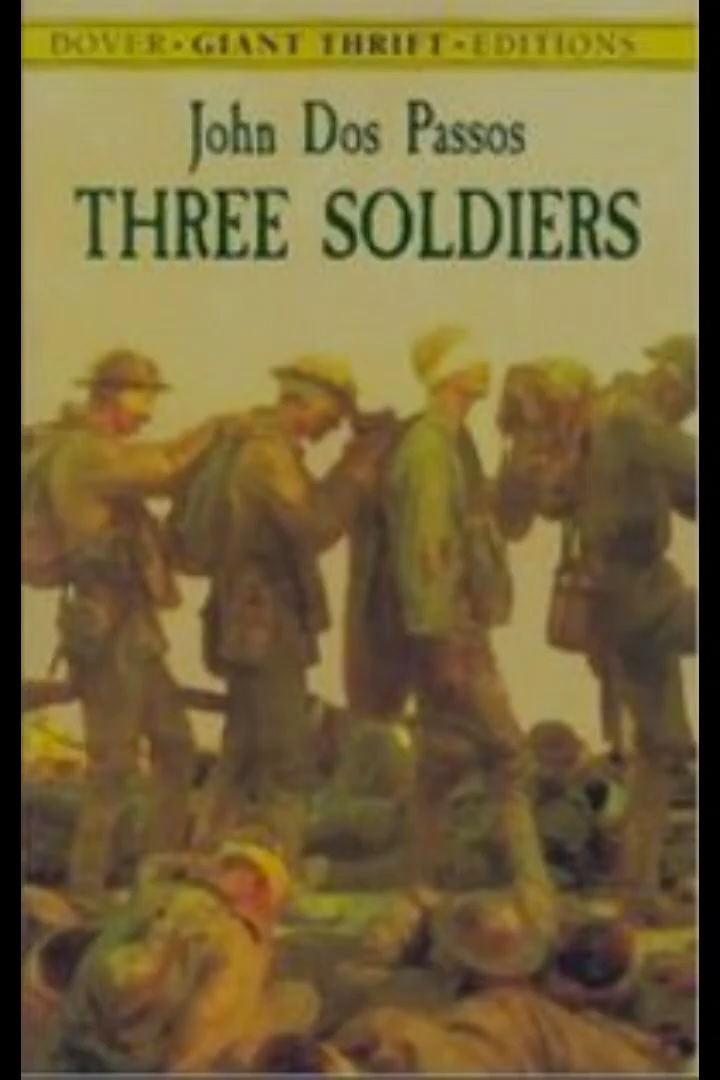 DOVER • GIANT THRIFT • EDITIONS
John Dos Passos
THREE SOLDIERS